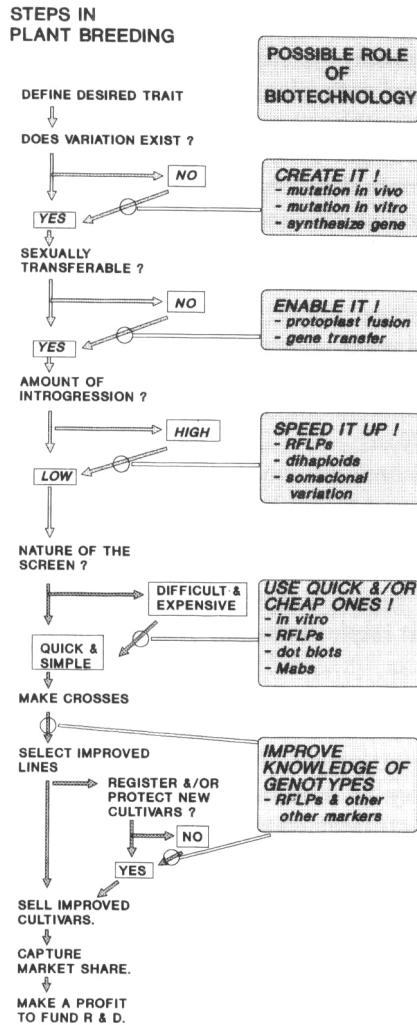 STEPS IN
PLANT BREEDING
POSSIBLE ROLE
OF
BIOTECHNOLOGY
DEFINE DESIRED TRAIT
DOES VARIATION EXIST ?
NO
CREATE IT !
- mutation in vivo
- mutation in vitro
- synthesize gene
YES
SEXUALLY
TRANSFERABLE ?
NO
ENABLE IT !
- protoplast fusion
- gene transfer
YES
AMOUNT OF
INTROGRESSION ?
HIGH
SPEED IT UP !
- RFLPs
- dihaploids
- somaclonal
variation
LOW
NATURE OF THE
SCREEN ?
DIFFICULT &
EXPENSIVE
USE QUICK &/OR
CHEAP ONES !
- in vitro
- RFLPs
- dot blots
- Mabs
QUICK &
SIMPLE
MAKE CROSSES
SELECT IMPROVED
LINES
IMPROVE
KNOWLEDGE OF
GENOTYPES
- RFLPs & other
other markers
REGISTER &/OR
PROTECT NEW
CULTIVARS ?
NO
YES
SELL IMPROVED
CULTIVARS.
CAPTURE
MARKET SHARE.
MAKE A PROFIT
TO FUND R & D.